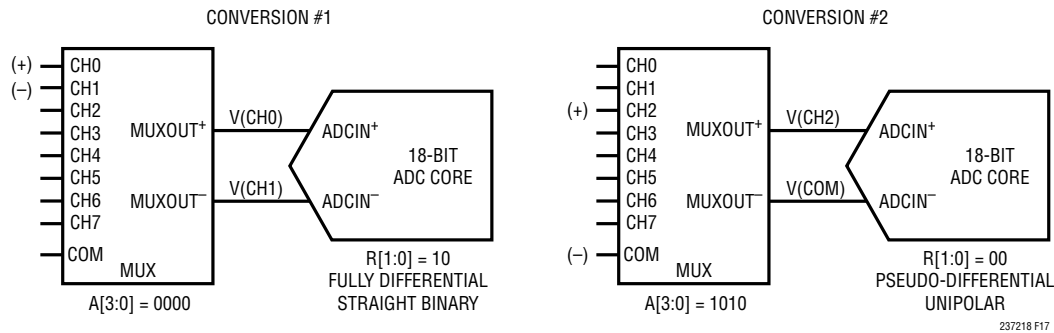 CONVERSION #1
(+) CH0
(–) CH1
CH2
CH3
CH4
CH5
CH6
CH7
COM
MUXOUT+
MUXOUT–
MUX
V(CH0)
V(CH1)
ADCIN+
18-BIT
ADC CORE
ADCIN–
A[3:0] = 0000
R[1:0] = 10
FULLY DIFFERENTIAL
STRAIGHT BINARY
CONVERSION #2
CH0
CH1
(+) CH2
CH3
CH4
CH5
CH6
CH7
(–) COM
MUXOUT+
MUXOUT–
MUX
V(CH2)
V(COM)
ADCIN+
18-BIT
ADC CORE
ADCIN–
A[3:0] = 1010
R[1:0] = 00
PSEUDO-DIFFERENTIAL
UNIPOLAR
237218 F17